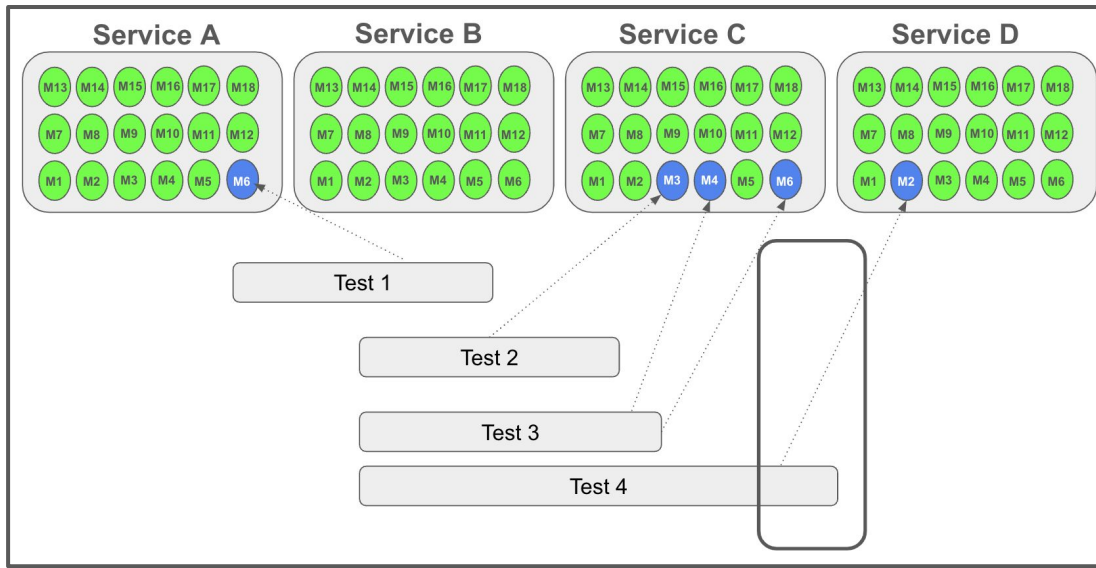 Service A Service B Service C Service D
M13 M14 M15 M16 M17 M18 M13 M14 M15 M16 M17 M18 M13 M14 M15 M16 M17 M18 M13 M14 M15 M16 M17 M18
M7 M8 M9 M10 M11 M12 M7 M8 M9 M10 M11 M12 M7 M8 M9 M10 M11 M12 M7 M8 M9 M10 M11 M12
M1 M2 M3 M4 M5 M6 M1 M2 M3 M4 M5 M6 M1 M2 M3 M4 M5 M6 M1 M2 M3 M4 M5 M6
Test 1
Test 2
Test 3
Test 4